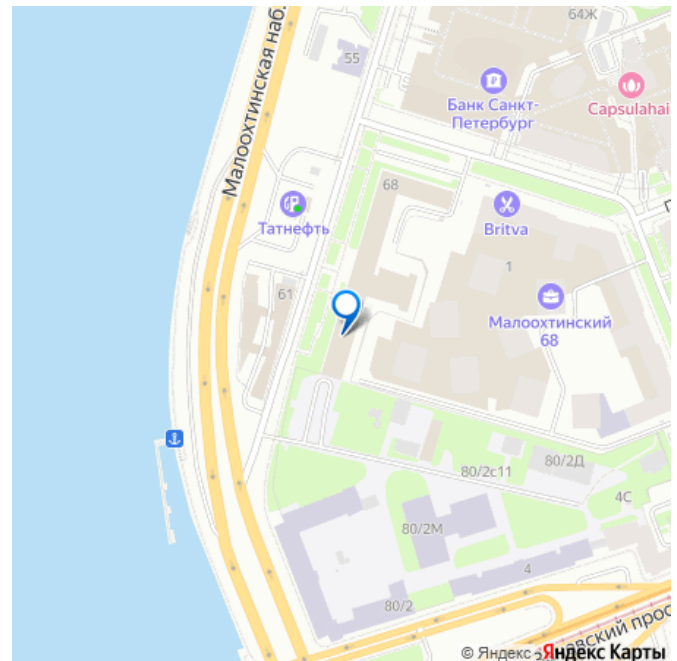 64Ж
Малоохтинская наб.
55
Банк Санкт-
Петербург
Capsulahai
68
Татнефть
Britva
61
1
Малоохтинский
68
80/2с11
80/2Д
4С
80/2М
4
80/2
вский прос
© Яндекс
Яндекс Карты